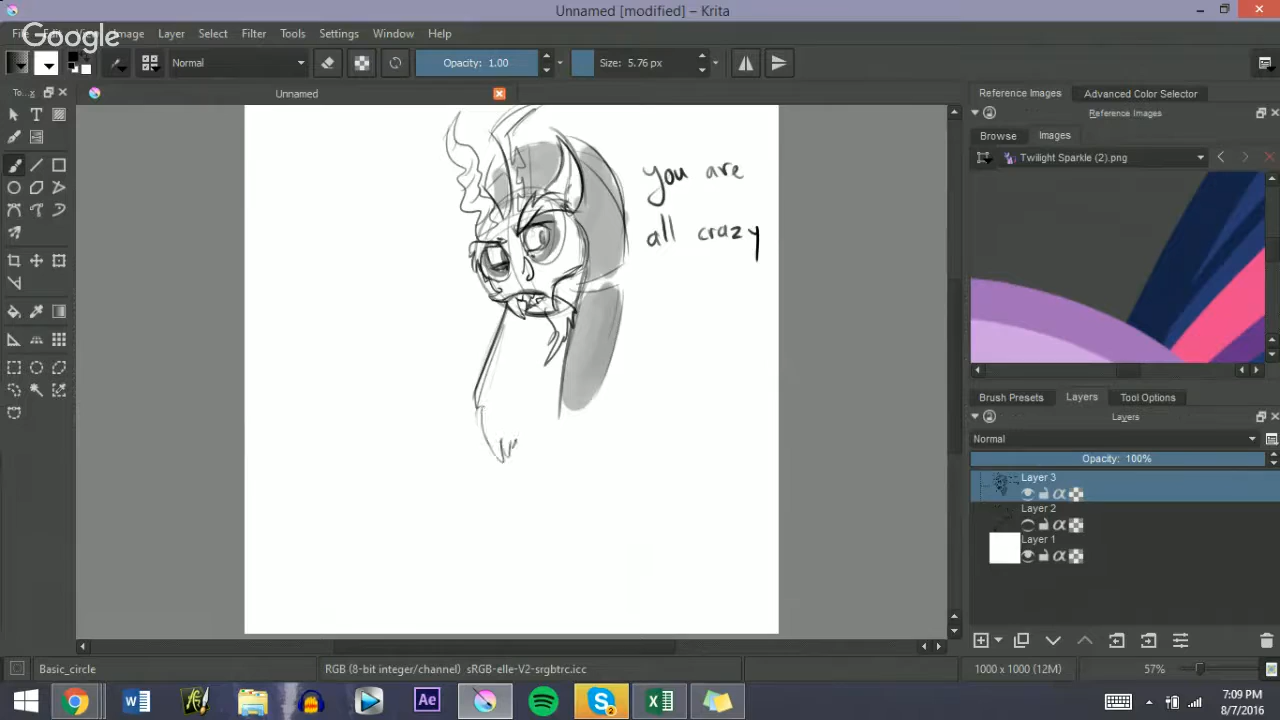 Unnamed [modified] – Krita
Google
File Edit View Image Layer Select Filter Tools Settings Window Help
Normal Opacity: 1.00 Size: 5.76 px
To... Unnamed
Reference Images Advanced Color Selector
Reference Images
Browse Images
Twilight Sparkle (2).png
you are
all crazy
Brush Presets Layers Tool Options
Layers
Normal
Opacity: 100%
Layer 3
Layer 2
Layer 1
Basic_circle RGB (8-bit integer/channel) sRGB-elle-V2-srgbtrc.icc 1000 x 1000 (12M) 57%
W Ae S 2 X
7:09 PM
8/7/2016